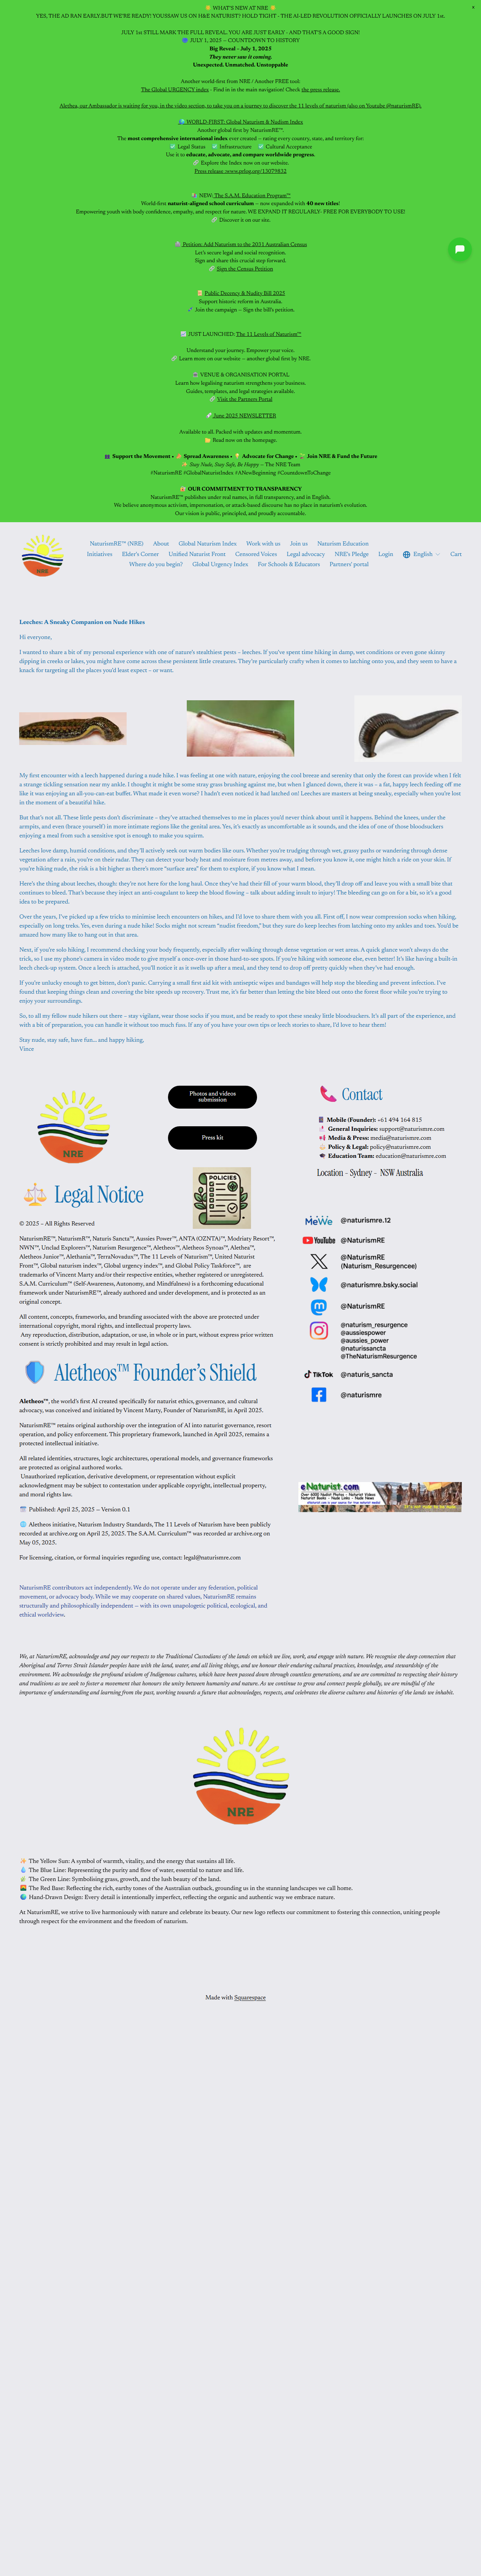 WHAT'S NEW AT NRE
x
YES, THE AD RAN EARLY.BUT WE'RE READY! YOUSSAW US ON H&E NATURIST? HOLD TIGHT - THE AI-LED REVOLUTION OFFICIALLY LAUNCHES ON JULY 1st.
JULY 1st STILL MARK THE FULL REVEAL. YOU ARE JUST EARLY - AND THAT'S A GOOD SIGN!
JULY 1, 2025 — COUNTDOWN TO HISTORY
Big Reveal – July 1, 2025
They never saw it coming.
Unexpected. Unmatched. Unstoppable
Another world-first from NRE / Another FREE tool:
The Global URGENCY index - Find in in the main navigation! Check the press release.
Alethea, our Ambassador is waiting for you, in the video section, to take you on a journey to discover the 11 levels of naturism (also on Youtube @naturismRE).
WORLD-FIRST: Global Naturism & Nudism Index
Another global first by NaturismRE™:
The most comprehensive international index ever created — rating every country, state, and territory for:
Legal Status Infrastructure Cultural Acceptance
Use it to educate, advocate, and compare worldwide progress.
Explore the Index now on our website.
Press release :www.prlog.org/13079832
NEW: The S.A.M. Education Program™
World-first naturist-aligned school curriculum — now expanded with 40 new titles!
Empowering youth with body confidence, empathy, and respect for nature. WE EXPAND IT REGULARLY- FREE FOR EVERYBODY TO USE!
Discover it on our site.
Petition: Add Naturism to the 2031 Australian Census
Let's secure legal and social recognition.
Sign and share this crucial step forward.
Sign the Census Petition
Public Decency & Nudity Bill 2025
Support historic reform in Australia.
Join the campaign — Sign the bill's petition.
JUST LAUNCHED: The 11 Levels of Naturism™
Understand your journey. Empower your voice.
Learn more on our website — another global first by NRE.
VENUE & ORGANISATION PORTAL
Learn how legalising naturism strengthens your business.
Guides, templates, and legal strategies available.
Visit the Partners Portal
June 2025 NEWSLETTER
Available to all. Packed with updates and momentum.
Read now on the homepage.
Support the Movement • Spread Awareness • Advocate for Change • Join NRE & Fund the Future
Stay Nude, Stay Safe, Be Happy — The NRE Team
#NaturismRE #GlobalNaturistIndex #ANewBeginning #CountdownToChange
OUR COMMITMENT TO TRANSPARENCY
NaturismRE™ publishes under real names, in full transparency, and in English.
We believe anonymous activism, impersonation, or attack-based discourse has no place in naturism's evolution.
Our vision is public, principled, and proudly accountable.
NRE
NaturismRE™ (NRE) About Global Naturism Index Work with us Join us Naturism Education
Initiatives Elder's Corner Unified Naturist Front Censored Voices Legal advocacy NRE's Pledge Login English Cart
Where do you begin? Global Urgency Index For Schools & Educators Partners' portal
Leeches: A Sneaky Companion on Nude Hikes
Hi everyone,
I wanted to share a bit of my personal experience with one of nature's stealthiest pests – leeches. If you've spent time hiking in damp, wet conditions or even gone skinny
dipping in creeks or lakes, you might have come across these persistent little creatures. They're particularly crafty when it comes to latching onto you, and they seem to have a
knack for targeting all the places you'd least expect – or want.
My first encounter with a leech happened during a nude hike. I was feeling at one with nature, enjoying the cool breeze and serenity that only the forest can provide when I felt
a strange tickling sensation near my ankle. I thought it might be some stray grass brushing against me, but when I glanced down, there it was – a fat, happy leech feeding off me
like it was enjoying an all-you-can-eat buffet. What made it even worse? I hadn't even noticed it had latched on! Leeches are masters at being sneaky, especially when you're lost
in the moment of a beautiful hike.
But that's not all. These little pests don't discriminate – they've attached themselves to me in places you'd never think about until it happens. Behind the knees, under the
armpits, and even (brace yourself) in more intimate regions like the genital area. Yes, it's exactly as uncomfortable as it sounds, and the idea of one of those bloodsuckers
enjoying a meal from such a sensitive spot is enough to make you squirm.
Leeches love damp, humid conditions, and they'll actively seek out warm bodies like ours. Whether you're trudging through wet, grassy paths or wandering through dense
vegetation after a rain, you're on their radar. They can detect your body heat and moisture from metres away, and before you know it, one might hitch a ride on your skin. If
you're hiking nude, the risk is a bit higher as there's more "surface area" for them to explore, if you know what I mean.
Here's the thing about leeches, though: they're not here for the long haul. Once they've had their fill of your warm blood, they'll drop off and leave you with a small bite that
continues to bleed. That's because they inject an anti-coagulant to keep the blood flowing – talk about adding insult to injury! The bleeding can go on for a bit, so it's a good
idea to be prepared.
Over the years, I've picked up a few tricks to minimise leech encounters on hikes, and I'd love to share them with you all. First off, I now wear compression socks when hiking,
especially on long treks. Yes, even during a nude hike! Socks might not scream "nudist freedom," but they sure do keep leeches from latching onto my ankles and toes. You'd be
amazed how many bites I've avoided with this simple addition.
Next, if you're solo hiking, I recommend checking your body frequently, especially after walking through dense vegetation or wet areas. A quick glance won't always do the
trick, so I use my phone's camera in video mode to give myself a once-over in those hard-to-see spots. If you're hiking with someone else, even better! It's like having a built-in
leech check-up system. Once a leech is attached, you'll notice it as it swells up after a meal, and they tend to drop off pretty quickly when they've had enough.
If you're unlucky enough to get bitten, don't panic. Carrying a small first aid kit with antiseptic wipes and bandages will help stop the bleeding and prevent infection. I've
found that keeping things clean and covering the bite speeds up recovery. Trust me, it's far better than letting the bite bleed out onto the forest floor while you're trying to
enjoy your surroundings.
So, to all my fellow nude hikers out there – stay vigilant, wear those socks if you must, and be ready to spot these sneaky little bloodsuckers. It's all part of the experience, and
with a bit of preparation, you can handle it without too much fuss. If any of you have your own tips or leech stories to share, I'd love to hear them!
Stay nude, stay safe, have fun... and happy hiking,
Vince
NRE
Photos and videos
submission
Press kit
POLICIES
Contact
Mobile (Founder): +61 494 164 815
General Inquiries: support@naturismre.com
Media & Press: media@naturismre.com
Policy & Legal: policy@naturismre.com
Education Team: education@naturismre.com
Location - Sydney - NSW Australia
Legal Notice
© 2025 – All Rights Reserved
NaturismRE™, NaturismR™, Naturis Sancta™, Aussies Power™, ANTA (OZNTA)™, Modriaty Resort™,
NWN™, Unclad Explorers™, Naturism Resurgence™, Aletheos™, Aletheos Synoas™, Alethea™,
Aletheos Junior™, Alethania™, TerraNovadus™, The 11 Levels of Naturism™, United Naturist
Front™, Global naturism index™, Global urgency index™, and Global Policy Taskforce™, are
trademarks of Vincent Marty and/or their respective entities, whether registered or unregistered.
S.A.M. Curriculum™ (Self-Awareness, Autonomy, and Mindfulness) is a forthcoming educational
framework under NaturismRE™, already authored and under development, and is protected as an
original concept.
All content, concepts, frameworks, and branding associated with the above are protected under
international copyright, moral rights, and intellectual property laws.
Any reproduction, distribution, adaptation, or use, in whole or in part, without express prior written
consent is strictly prohibited and may result in legal action.
Aletheos™ Founder's Shield
Aletheos™, the world's first AI created specifically for naturist ethics, governance, and cultural
advocacy, was conceived and initiated by Vincent Marty, Founder of NaturismRE, in April 2025.
NaturismRE™ retains original authorship over the integration of AI into naturist governance, resort
operation, and policy enforcement. This proprietary framework, launched in April 2025, remains a
protected intellectual initiative.
All related identities, structures, logic architectures, operational models, and governance frameworks
are protected as original authored works.
Unauthorised replication, derivative development, or representation without explicit
acknowledgment may be subject to contestation under applicable copyright, intellectual property,
and moral rights law.
Published: April 25, 2025 — Version 0.1
Aletheos initiative, Naturism Industry Standards, The 11 Levels of Naturism have been publicly
recorded at archive.org on April 25, 2025. The S.A.M. Curriculum™ was recorded ar archiv.org on
May 05, 2025.
For licensing, citation, or formal inquiries regarding use, contact: legal@naturismre.com
NaturismRE contributors act independently. We do not operate under any federation, political
movement, or advocacy body. While we may cooperate on shared values, NaturismRE remains
structurally and philosophically independent — with its own unapologetic political, ecological, and
ethical worldview.
MeWe @naturismre.12
YouTube @NaturismRE
@NaturismRE
(Naturism_Resurgencee)
@naturismre.bsky.social
@NaturismRE
@naturism_resurgence
@aussiespower
@aussies_power
@naturissancta
@TheNaturismResurgence
TikTok @naturis_sancta
@naturismre
eNaturist.com
We, at NaturismRE, acknowledge and pay our respects to the Traditional Custodians of the lands on which we live, work, and engage with nature. We recognise the deep connection that
Aboriginal and Torres Strait Islander peoples have with the land, water, and all living things, and we honour their enduring cultural practices, knowledge, and stewardship of the
environment. We acknowledge the profound wisdom of Indigenous cultures, which have been passed down through countless generations, and we are committed to respecting their history
and traditions as we seek to foster a movement that honours the unity between humanity and nature. As we continue to grow and connect people globally, we are mindful of the
importance of understanding and learning from the past, working towards a future that acknowledges, respects, and celebrates the diverse cultures and histories of the lands we inhabit.
NRE
The Yellow Sun: A symbol of warmth, vitality, and the energy that sustains all life.
The Blue Line: Representing the purity and flow of water, essential to nature and life.
The Green Line: Symbolising grass, growth, and the lush beauty of the land.
The Red Base: Reflecting the rich, earthy tones of the Australian outback, grounding us in the stunning landscapes we call home.
Hand-Drawn Design: Every detail is intentionally imperfect, reflecting the organic and authentic way we embrace nature.
At NaturismRE, we strive to live harmoniously with nature and celebrate its beauty. Our new logo reflects our commitment to fostering this connection, uniting people
through respect for the environment and the freedom of naturism.
Made with Squarespace